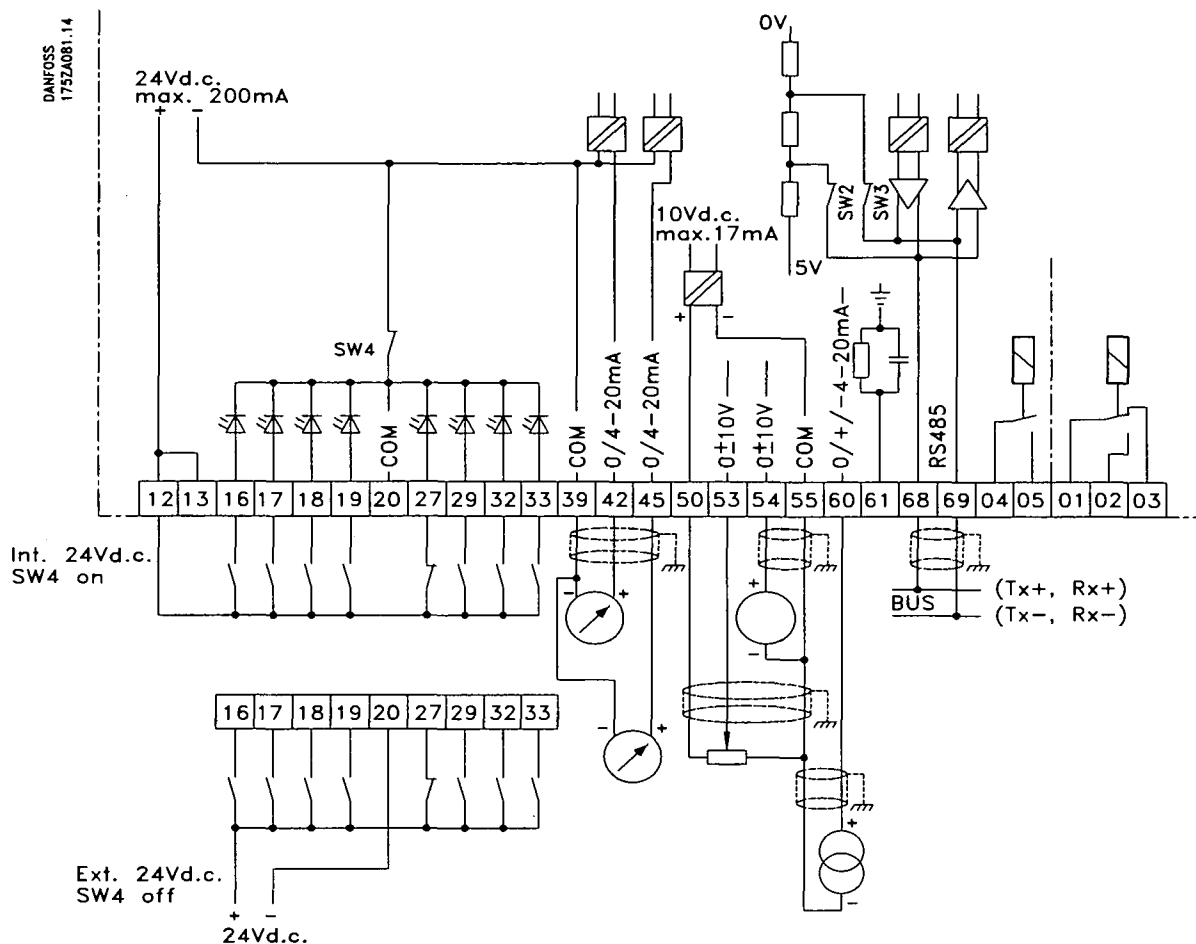 DANFOSS
175ZA081.14
24Vd.c.
max. 200mA
+ -
0V
5V
SW2
SW3
10Vd.c.
max.17mA
+ -
SW4
COM
COM
0/4-20mA
0/4-20mA
0±10V
0±10V
COM
0/+/-4-20mA-
RS485
12 13 16 17 18 19 20 27 29 32 33 39 42 45 50 53 54 55 60 61 68 69 04 05 01 02 03
Int. 24Vd.c.
SW4 on
- +
+
-
BUS
(Tx+, Rx+)
(Tx-, Rx-)
16 17 18 19 20 27 29 32 33
- +
+
-
Ext. 24Vd.c.
SW4 off
+ -
24Vd.c.